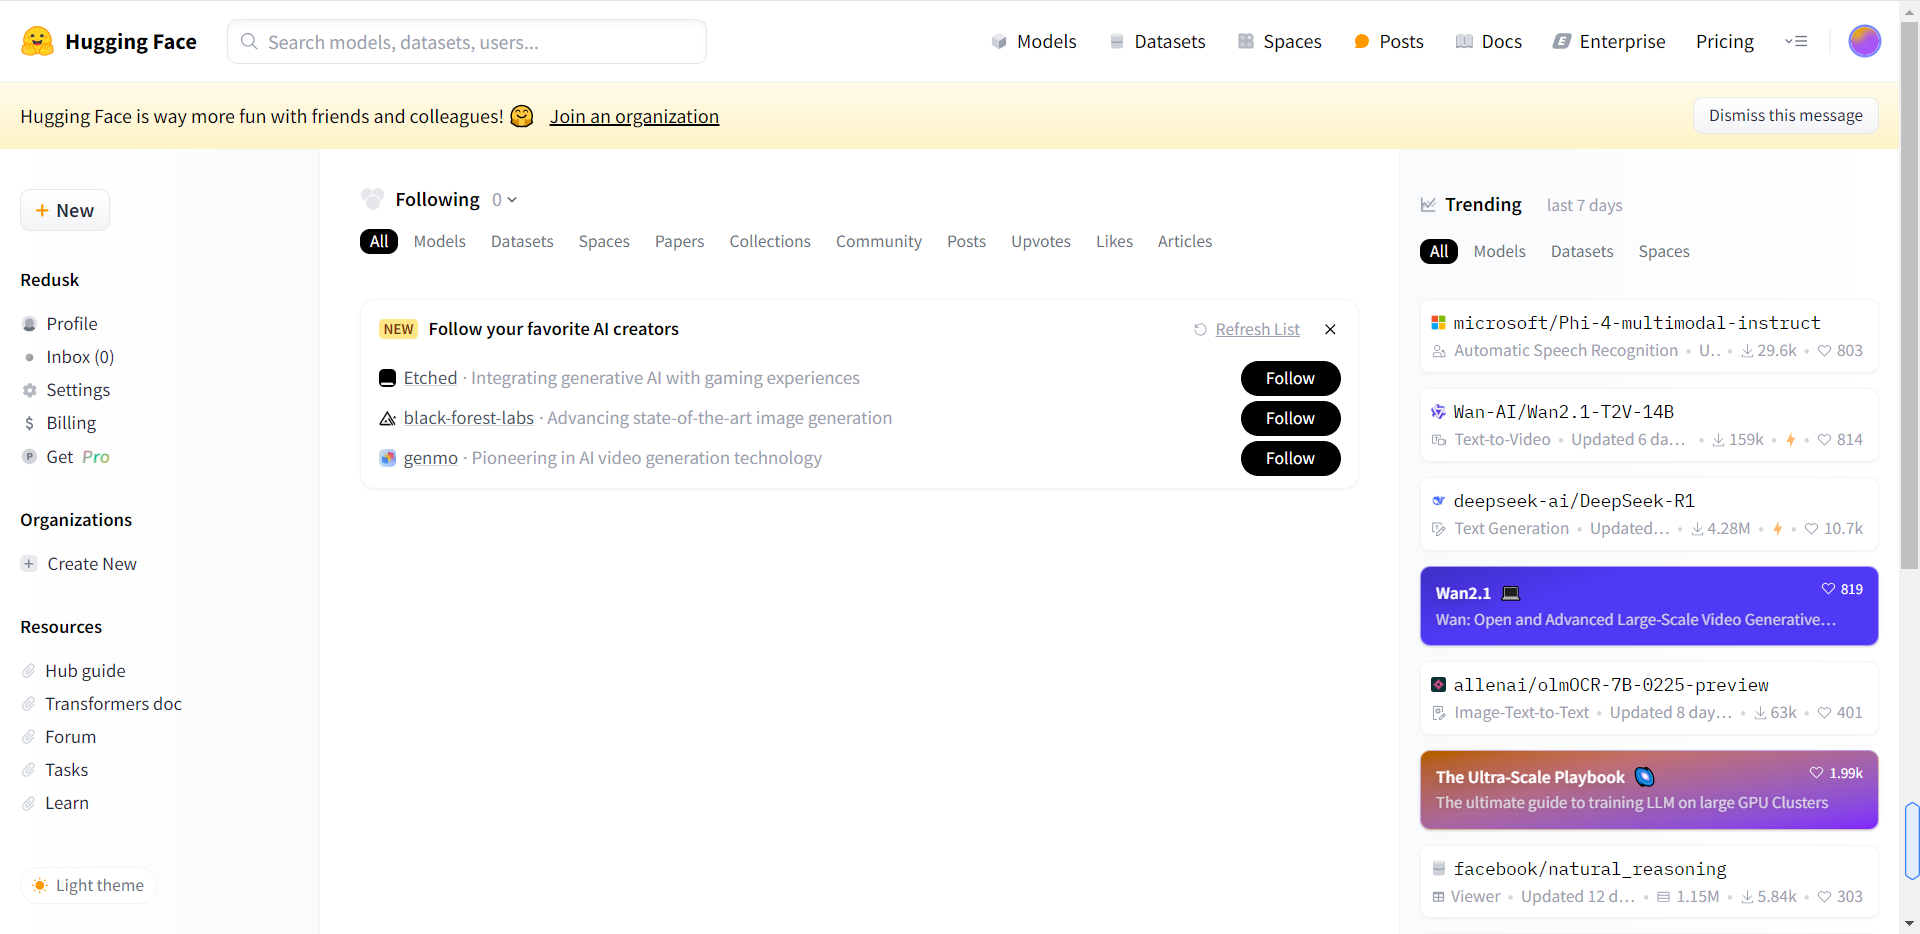 Hugging Face
Search models, datasets, users...
Models
Datasets
Spaces
Posts
Docs
Enterprise
Pricing
Hugging Face is way more fun with friends and colleagues! 🤗 Join an organization
Dismiss this message
+ New
Redusk
Profile
Inbox (0)
Settings
$ Billing
P Get Pro
Organizations
+ Create New
Resources
Hub guide
Transformers doc
Forum
Tasks
Learn
Light theme
Following 0
All Models Datasets Spaces Papers Collections Community Posts Upvotes Likes Articles
NEW Follow your favorite AI creators Refresh List
Etched · Integrating generative AI with gaming experiences Follow
black-forest-labs · Advancing state-of-the-art image generation Follow
genmo · Pioneering in AI video generation technology Follow
Trending last 7 days
All Models Datasets Spaces
microsoft/Phi-4-multimodal-instruct
Automatic Speech Recognition • U.. • 29.6k • 803
Wan-AI/Wan2.1-T2V-14B
Text-to-Video • Updated 6 da... • 159k • 814
deepseek-ai/DeepSeek-R1
Text Generation • Updated... • 4.28M • 10.7k
Wan2.1 💻 819
Wan: Open and Advanced Large-Scale Video Generative...
allenai/olmOCR-7B-0225-preview
Image-Text-to-Text • Updated 8 day... • 63k • 401
The Ultra-Scale Playbook 1.99k
The ultimate guide to training LLM on large GPU Clusters
facebook/natural_reasoning
Viewer • Updated 12 d... • 1.15M • 5.84k • 303